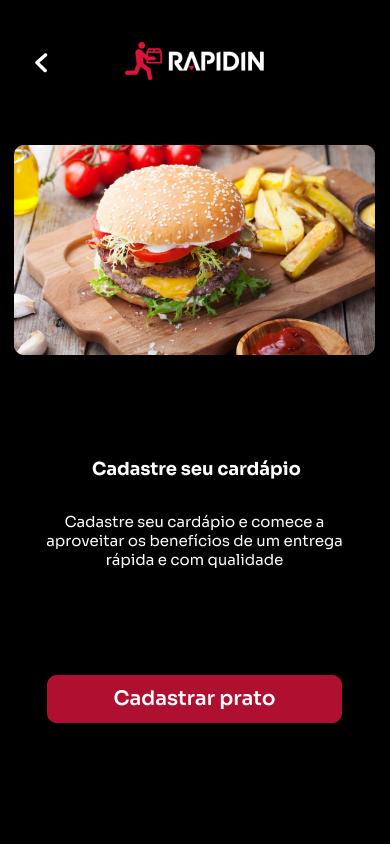 RAPIDIN
Cadastre seu cardápio
Cadastre seu cardápio e comece a
aproveitar os benefícios de um entrega
rápida e com qualidade
Cadastrar prato